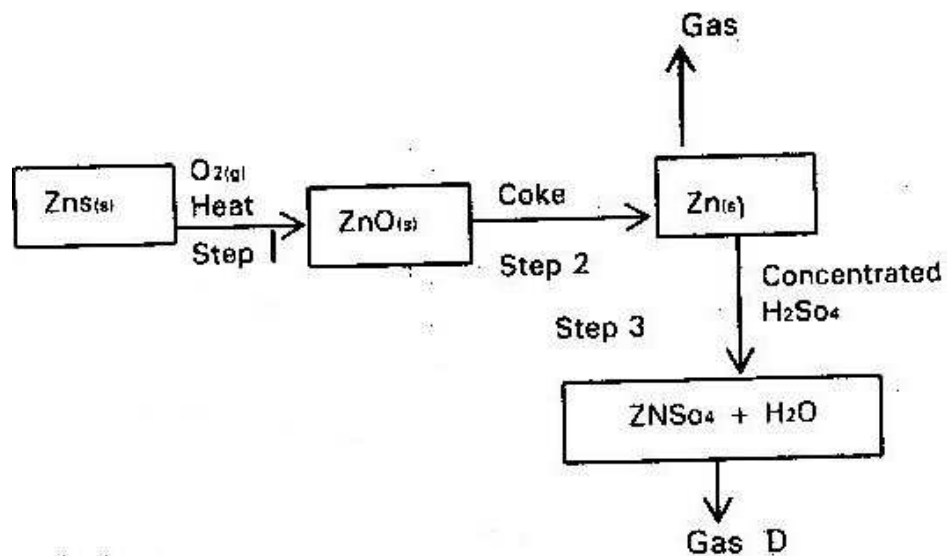 Gas
O2(g)
Heat
Step 1
Zns(s)
ZnO(s)
Coke
Step 2
Zn(s)
Concentrated
H2So4
Step 3
ZNSo4 + H2O
Gas D